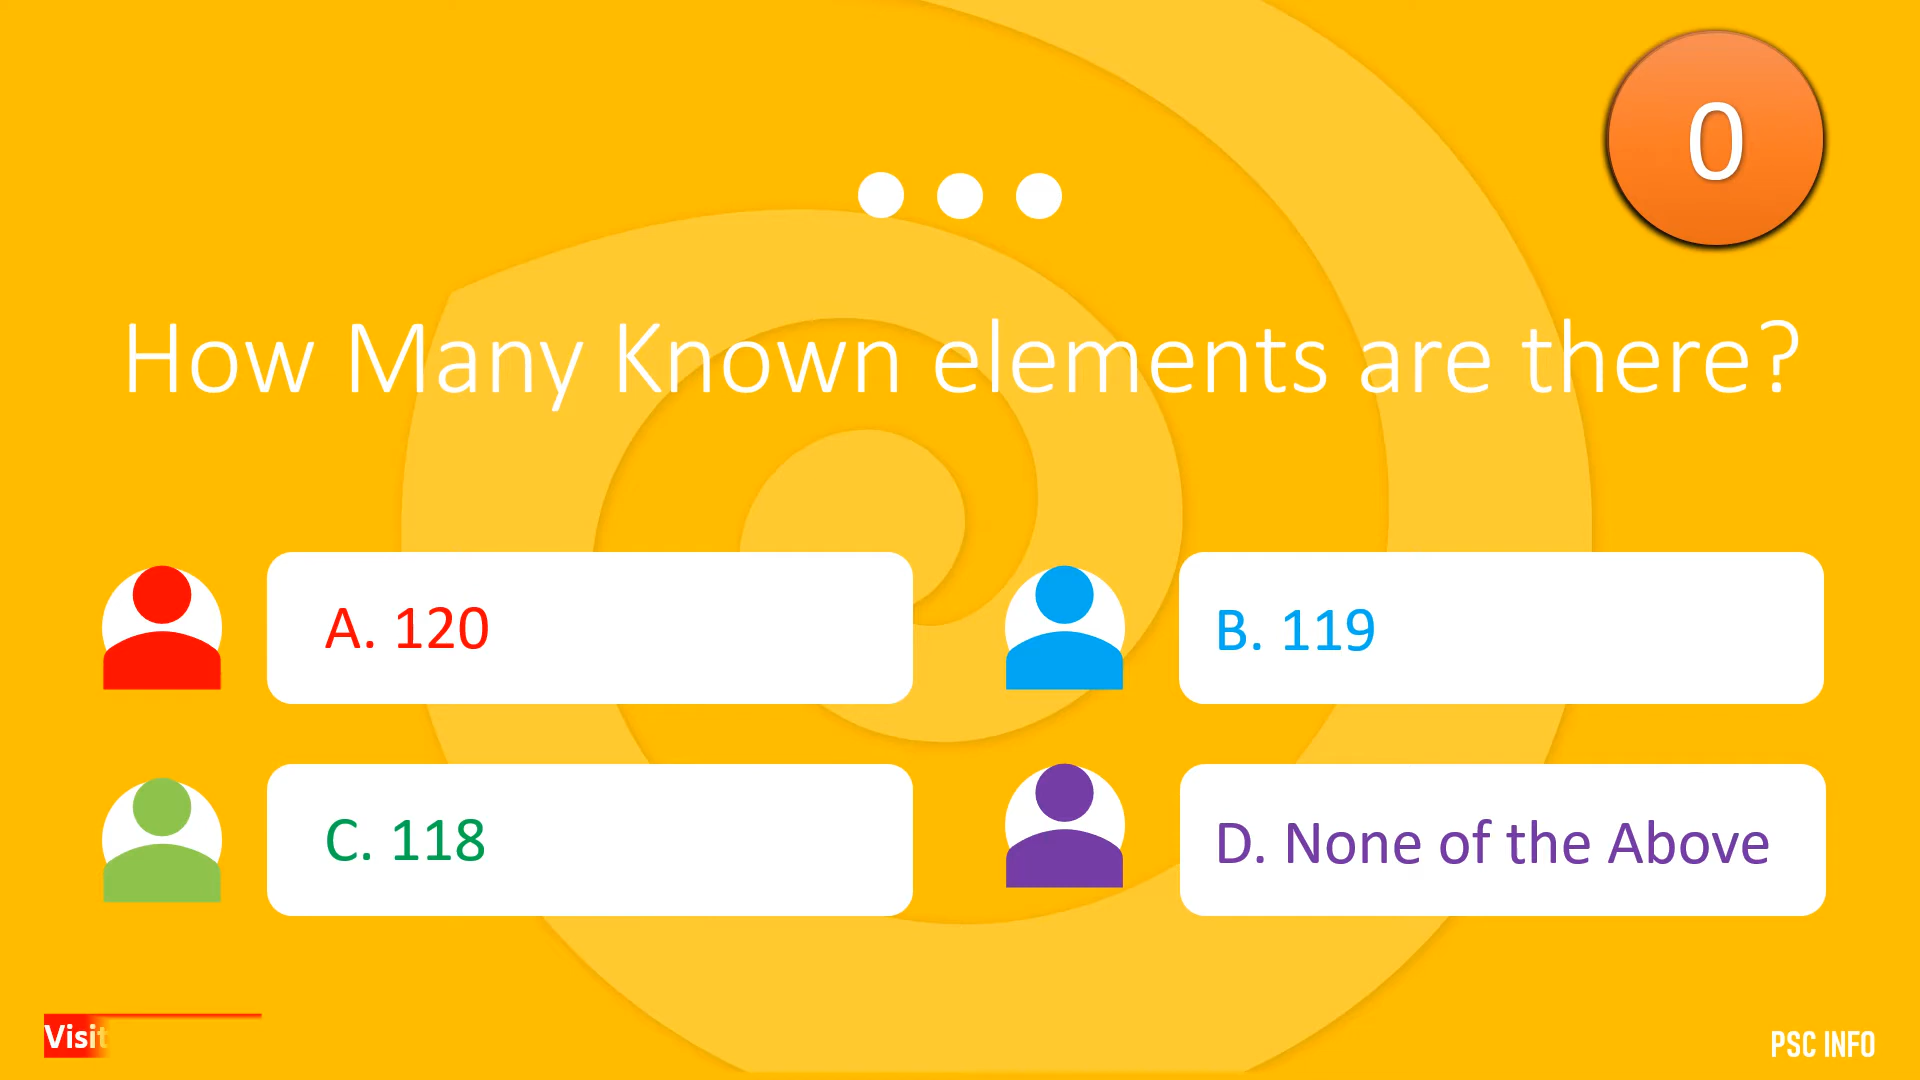 0
How Many Known elements are there?
A. 120
B. 119
C. 118
D. None of the Above
Visit
PSC INFO